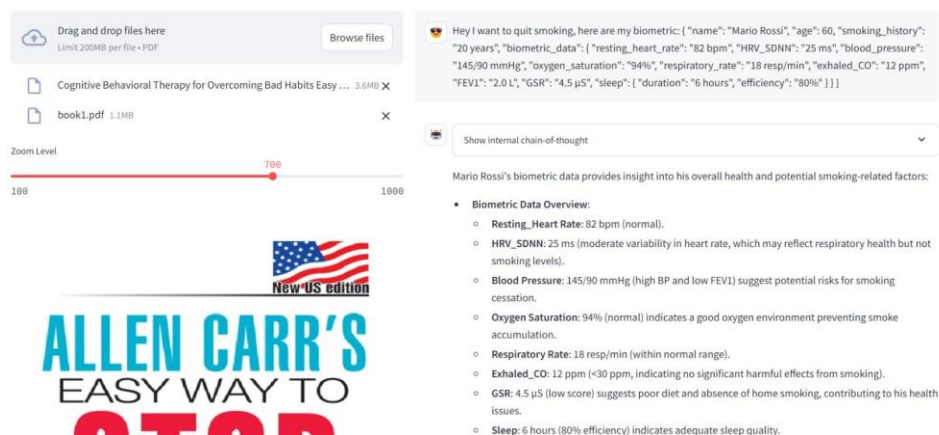 Drag and drop files here
Limit 200MB per file • PDF
Browse files
Cognitive Behavioral Therapy for Overcoming Bad Habits Easy ... 3.6MB
book1.pdf 1.1MB
Zoom Level
700
100 1000
New US edition
ALLEN CARR'S
EASY WAY TO
STOP
Hey I want to quit smoking, here are my biometric: { "name": "Mario Rossi", "age": 60, "smoking_history":
"20 years", "biometric_data": { "resting_heart_rate": "82 bpm", "HRV_SDNN": "25 ms", "blood_pressure":
"145/90 mmHg", "oxygen_saturation": "94%", "respiratory_rate": "18 resp/min", "exhaled_CO": "12 ppm",
"FEV1": "2.0 L", "GSR": "4.5 µS", "sleep": { "duration": "6 hours", "efficiency": "80%" } } }
Show internal chain-of-thought
Mario Rossi's biometric data provides insight into his overall health and potential smoking-related factors:
• Biometric Data Overview:
○ Resting_Heart Rate: 82 bpm (normal).
○ HRV_SDNN: 25 ms (moderate variability in heart rate, which may reflect respiratory health but not
smoking levels).
○ Blood Pressure: 145/90 mmHg (high BP and low FEV1) suggest potential risks for smoking
cessation.
○ Oxygen Saturation: 94% (normal) indicates a good oxygen environment preventing smoke
accumulation.
○ Respiratory Rate: 18 resp/min (within normal range).
○ Exhaled_CO: 12 ppm (<30 ppm, indicating no significant harmful effects from smoking).
○ GSR: 4.5 µS (low score) suggests poor diet and absence of home smoking, contributing to his health
issues.
○ Sleep: 6 hours (80% efficiency) indicates adequate sleep quality.